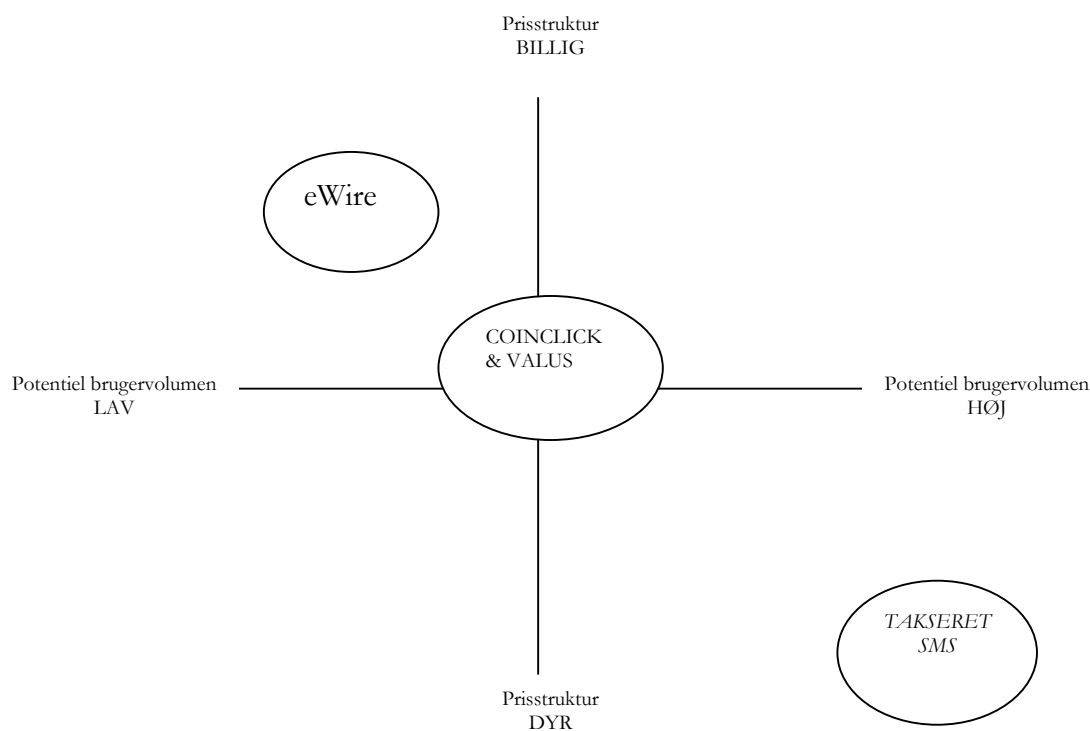 Prisstruktur
BILLIG
eWire
COINCLICK
& VALUS
Potentiel brugervolumen
LAV
Potentiel brugervolumen
HØJ
TAKSERET
SMS
Prisstruktur
DYR